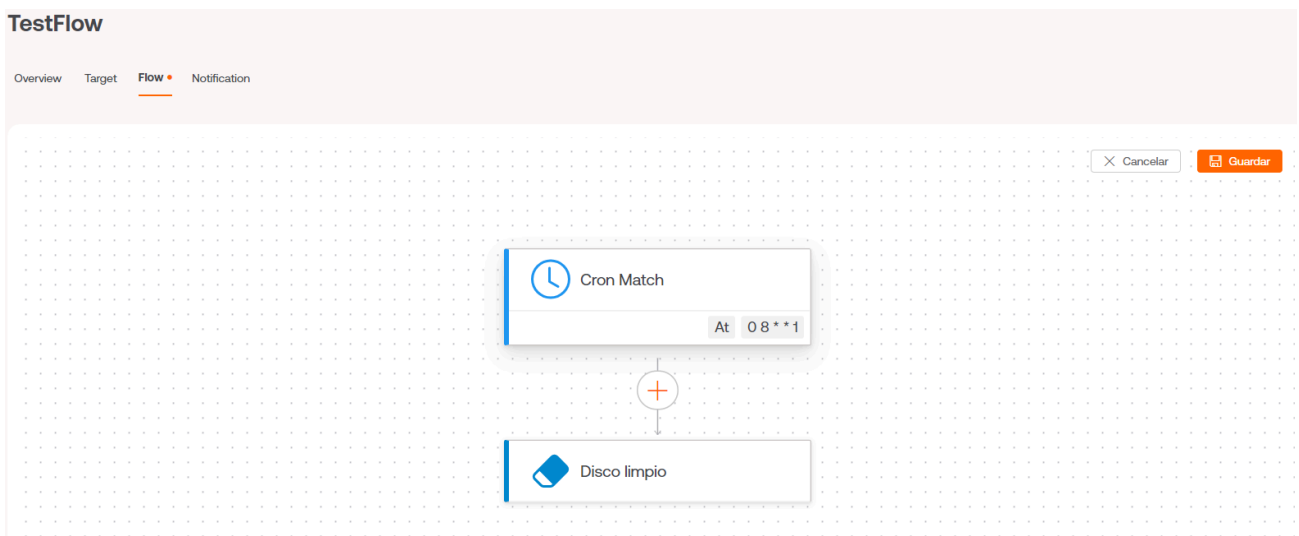 TestFlow
Overview Target Flow Notification
Cancelar Guardar
Cron Match
At 0 8 * * 1
Disco limpio